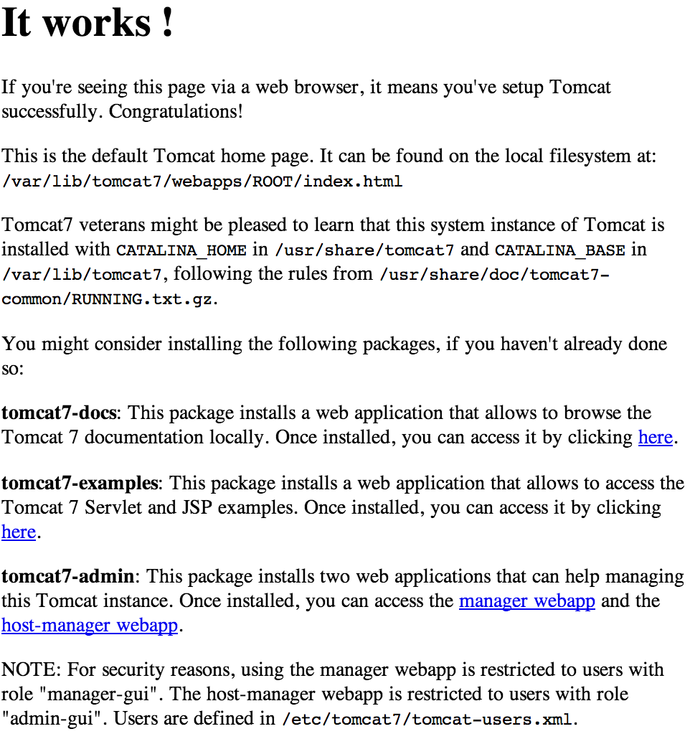 It works !
If you're seeing this page via a web browser, it means you've setup Tomcat
successfully. Congratulations!
This is the default Tomcat home page. It can be found on the local filesystem at:
/var/lib/tomcat7/webapps/ROOT/index.html
Tomcat7 veterans might be pleased to learn that this system instance of Tomcat is
installed with CATALINA_HOME in /usr/share/tomcat7 and CATALINA_BASE in
/var/lib/tomcat7, following the rules from /usr/share/doc/tomcat7-
common/RUNNING.txt.gz.
You might consider installing the following packages, if you haven't already done
so:
tomcat7-docs: This package installs a web application that allows to browse the
Tomcat 7 documentation locally. Once installed, you can access it by clicking here.
tomcat7-examples: This package installs a web application that allows to access the
Tomcat 7 Servlet and JSP examples. Once installed, you can access it by clicking
here.
tomcat7-admin: This package installs two web applications that can help managing
this Tomcat instance. Once installed, you can access the manager webapp and the
host-manager webapp.
NOTE: For security reasons, using the manager webapp is restricted to users with
role "manager-gui". The host-manager webapp is restricted to users with role
"admin-gui". Users are defined in /etc/tomcat7/tomcat-users.xml.